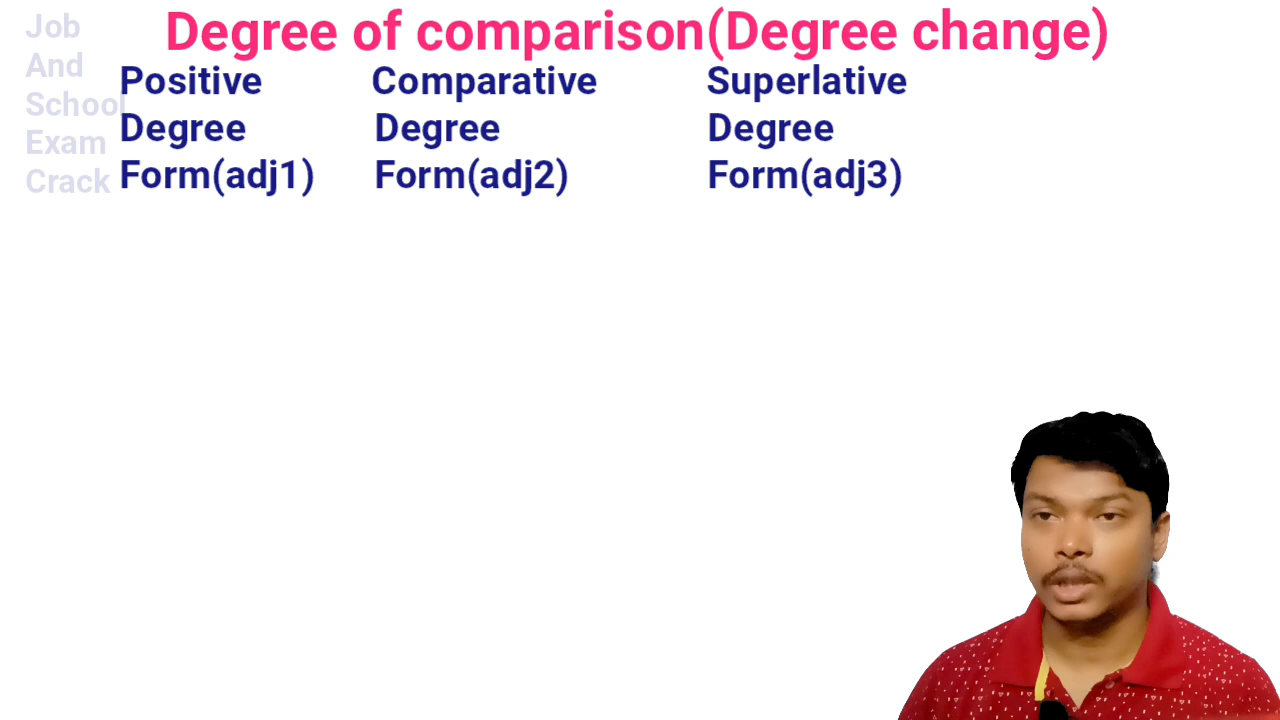 Degree of comparison(Degree change)
Job
And
School
Exam
Crack
Positive Comparative Superlative
Degree Degree Degree
Form(adj1) Form(adj2) Form(adj3)